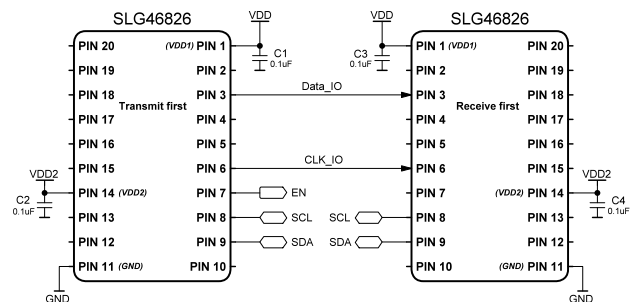 SLG46826 VDD VDD SLG46826
PIN 20 (VDD1) PIN 1 C1 0.1uF C3 0.1uF PIN 1 (VDD1) PIN 20
PIN 19 PIN 2 PIN 2 PIN 19
PIN 18 Transmit first PIN 3 Data_IO PIN 3 Receive first PIN 18
PIN 17 PIN 4 PIN 4 PIN 17
PIN 16 PIN 5 PIN 5 PIN 16
PIN 15 PIN 6 CLK_IO PIN 6 PIN 15
VDD2 C2 0.1uF PIN 14 (VDD2) PIN 7 EN PIN 7 (VDD2) PIN 14 VDD2 C4 0.1uF
PIN 13 PIN 8 SCL SCL PIN 8 PIN 13
PIN 12 PIN 9 SDA SDA PIN 9 PIN 12
PIN 11 (GND) PIN 10 PIN 10 (GND) PIN 11
GND GND